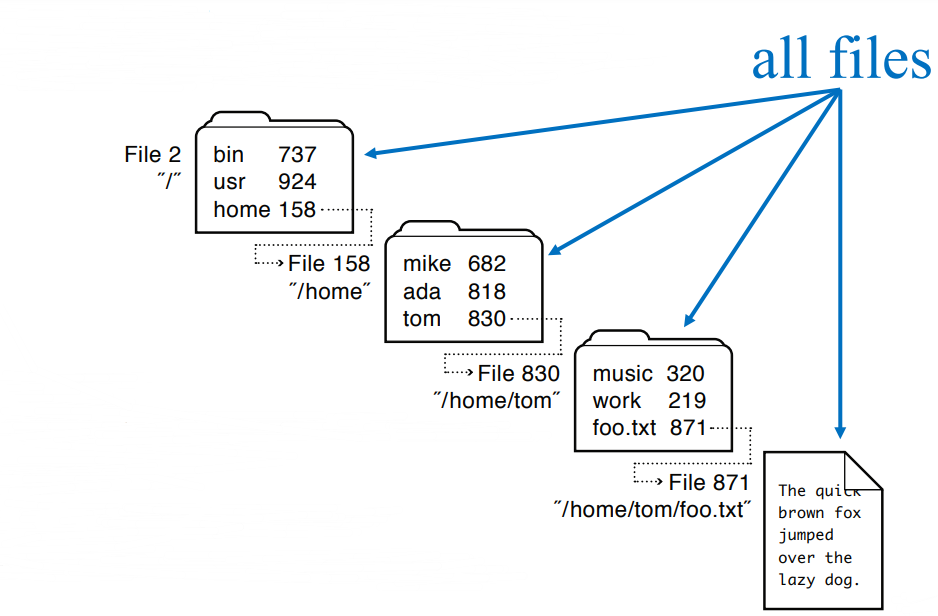 all files
File 2
"/"
bin 737
usr 924
home 158
File 158
"/home"
mike 682
ada 818
tom 830
File 830
"/home/tom"
music 320
work 219
foo.txt 871
File 871
"/home/tom/foo.txt"
The quick
brown fox
jumped
over the
lazy dog.